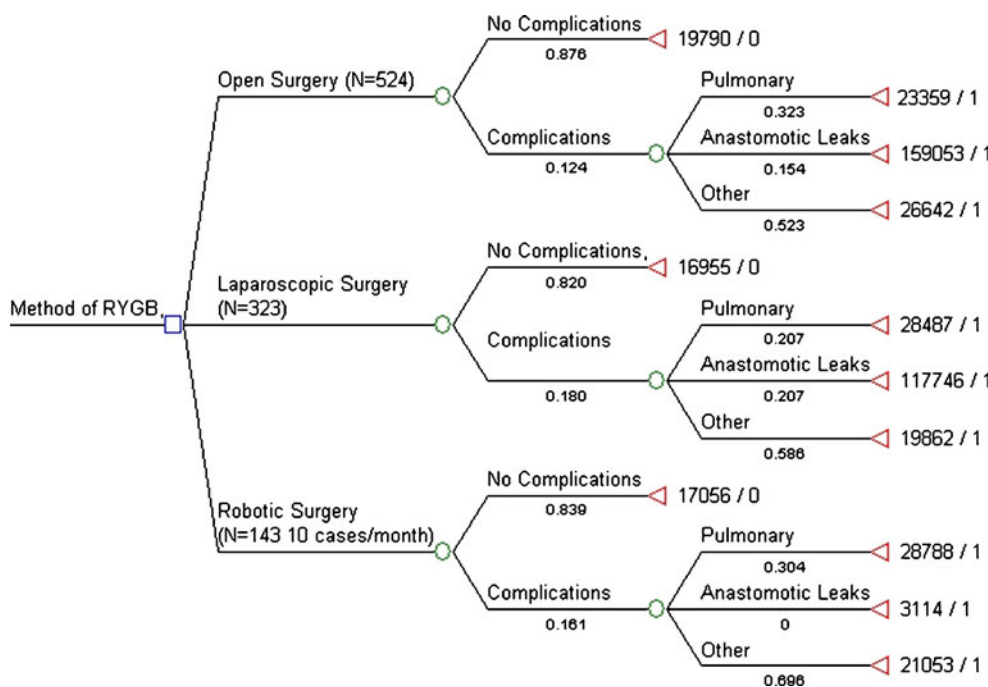 No Complications
0.876
19790 / 0
Open Surgery (N=524)
Pulmonary
0.323
23359 / 1
Complications
0.124
Anastomotic Leaks
0.154
159053 / 1
Other
0.523
26642 / 1
No Complications,
0.820
16955 / 0
Laparoscopic Surgery
(N=323)
Method of RYGB,
Pulmonary
0.207
28487 / 1
Complications
0.180
Anastomotic Leaks
0.207
117746 / 1
Other
0.586
19862 / 1
No Complications
0.839
17056 / 0
Robotic Surgery
(N=143 10 cases/month)
Pulmonary
0.304
28788 / 1
Complications
0.161
Anastomotic Leaks
0
3114 / 1
Other
0.696
21053 / 1